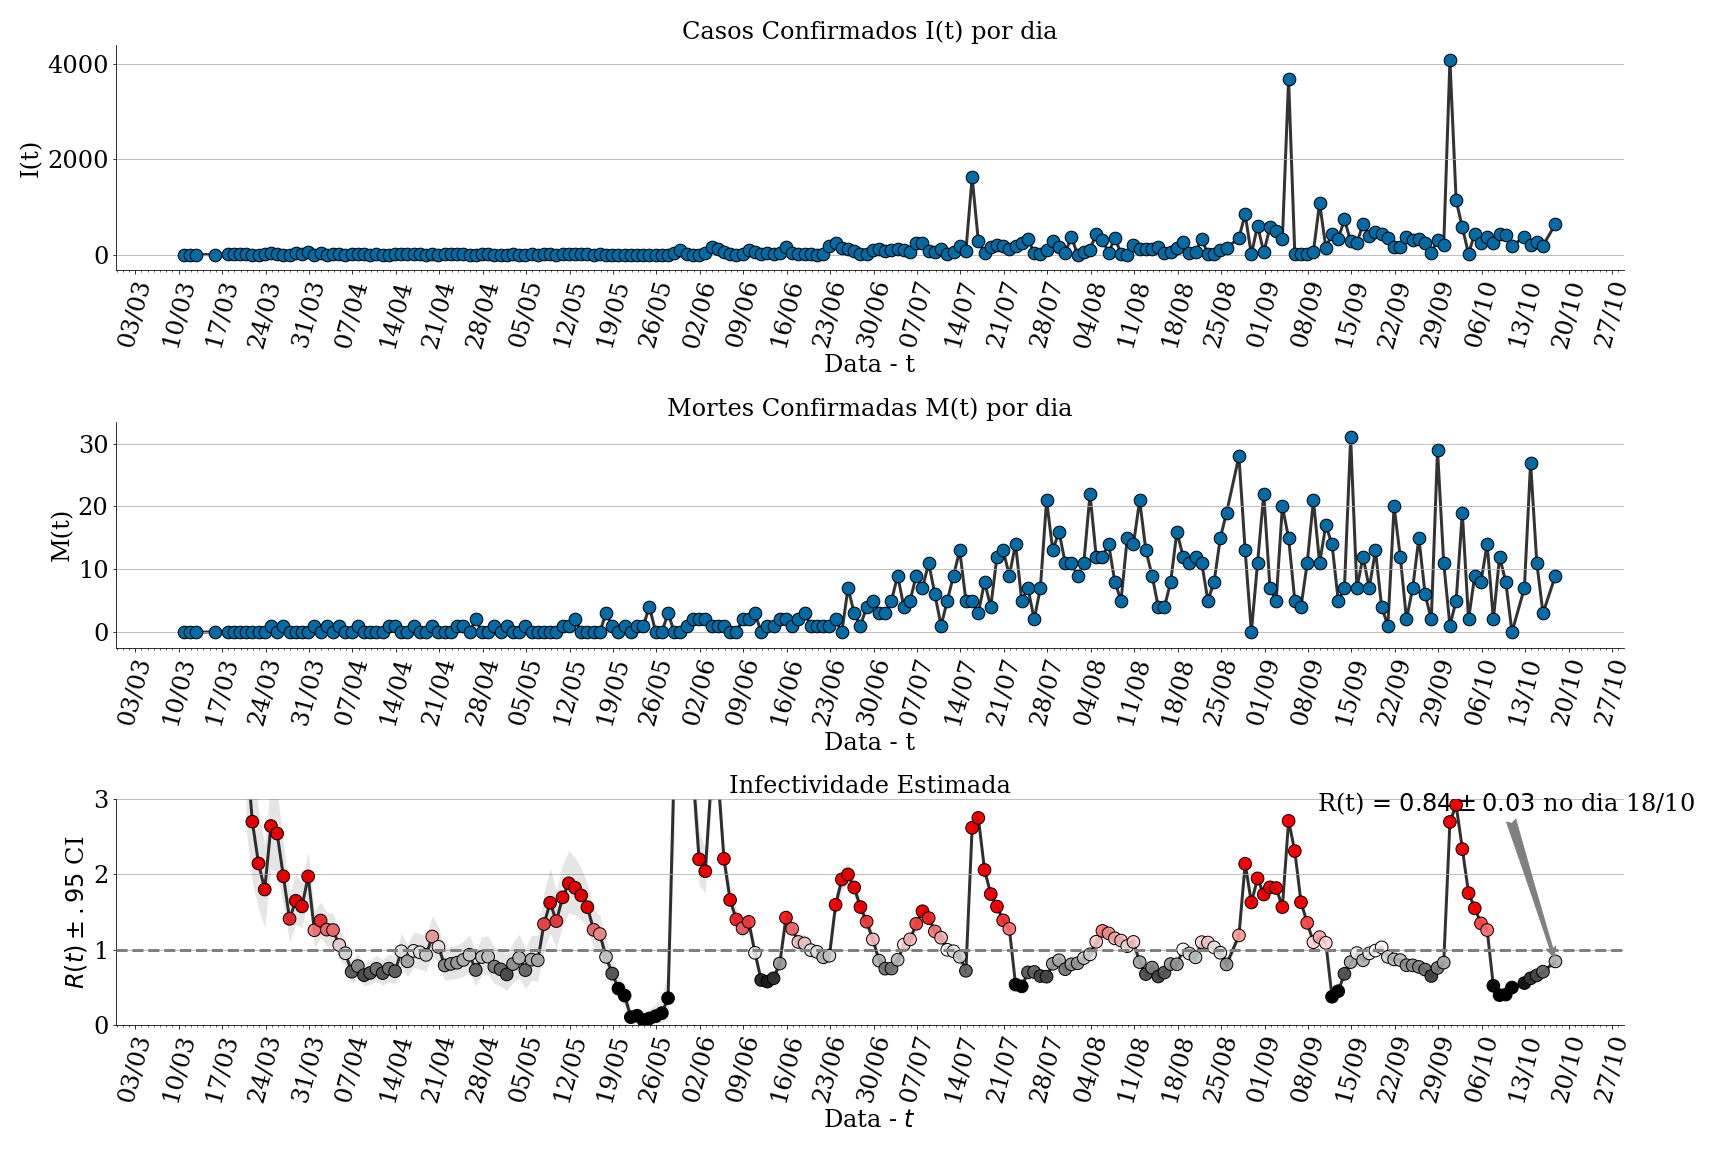 Casos Confirmados I(t) por dia
4000
2000
0
I(t)
03/03 10/03 17/03 24/03 31/03 07/04 14/04 21/04 28/04 05/05 12/05 19/05 26/05 02/06 09/06 16/06 23/06 30/06 07/07 14/07 21/07 28/07 04/08 11/08 18/08 25/08 01/09 08/09 15/09 22/09 29/09 06/10 13/10 20/10 27/10
Data - t
Mortes Confirmadas M(t) por dia
30
20
10
0
M(t)
03/03 10/03 17/03 24/03 31/03 07/04 14/04 21/04 28/04 05/05 12/05 19/05 26/05 02/06 09/06 16/06 23/06 30/06 07/07 14/07 21/07 28/07 04/08 11/08 18/08 25/08 01/09 08/09 15/09 22/09 29/09 06/10 13/10 20/10 27/10
Data - t
Infectividade Estimada
R(t) = 0.84 ± 0.03 no dia 18/10
3
2
1
0
R(t) ± .95 CI
03/03 10/03 17/03 24/03 31/03 07/04 14/04 21/04 28/04 05/05 12/05 19/05 26/05 02/06 09/06 16/06 23/06 30/06 07/07 14/07 21/07 28/07 04/08 11/08 18/08 25/08 01/09 08/09 15/09 22/09 29/09 06/10 13/10 20/10 27/10
Data - t